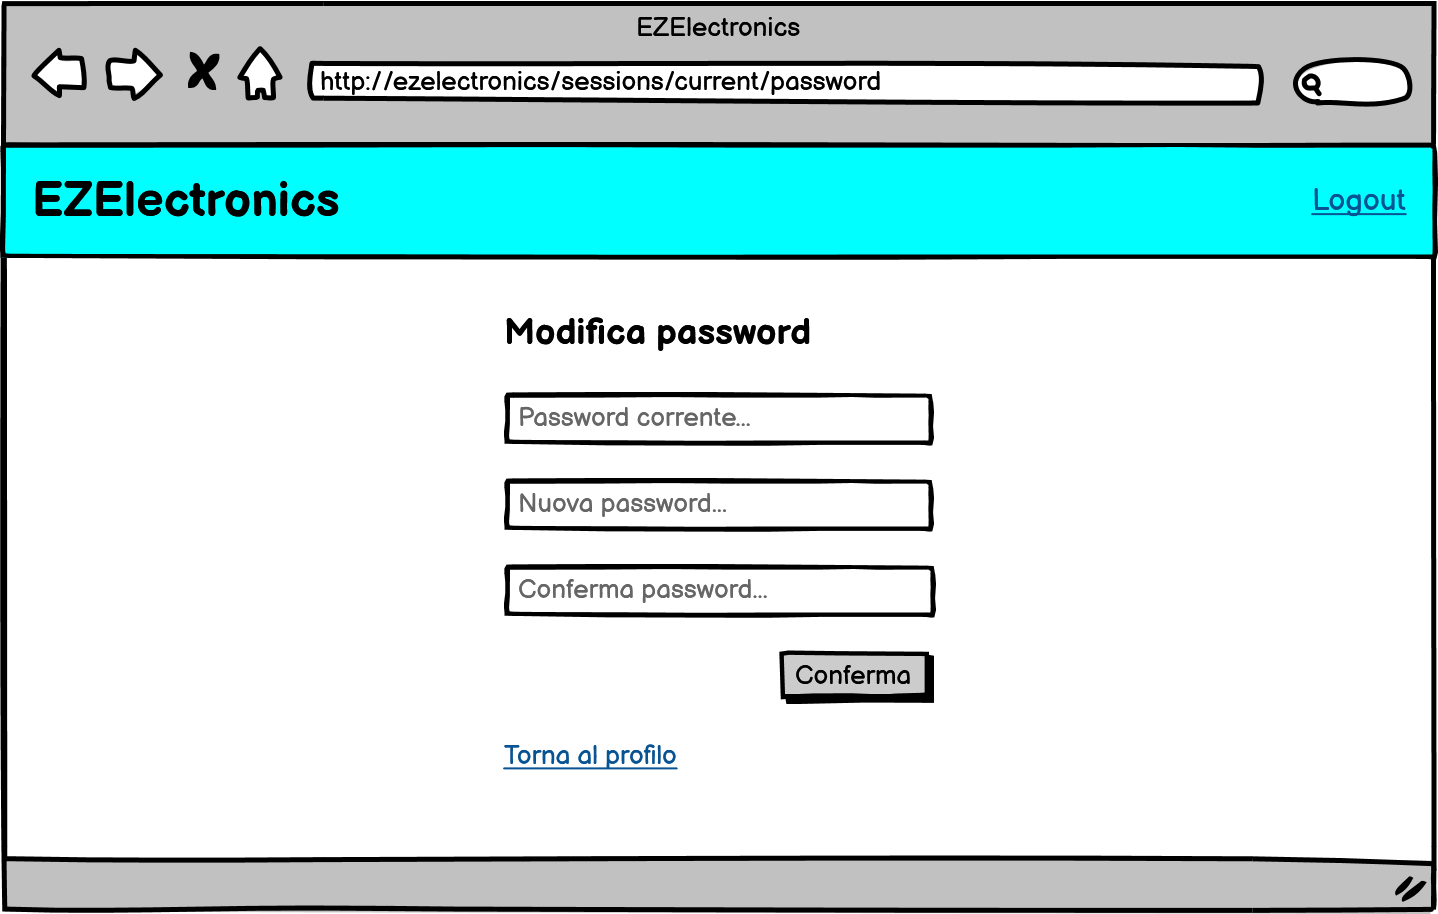 EZElectronics
http://ezelectronics/sessions/current/password
EZElectronics
Logout
Modifica password
Password corrente...
Nuova password...
Conferma password...
Conferma
Torna al profilo